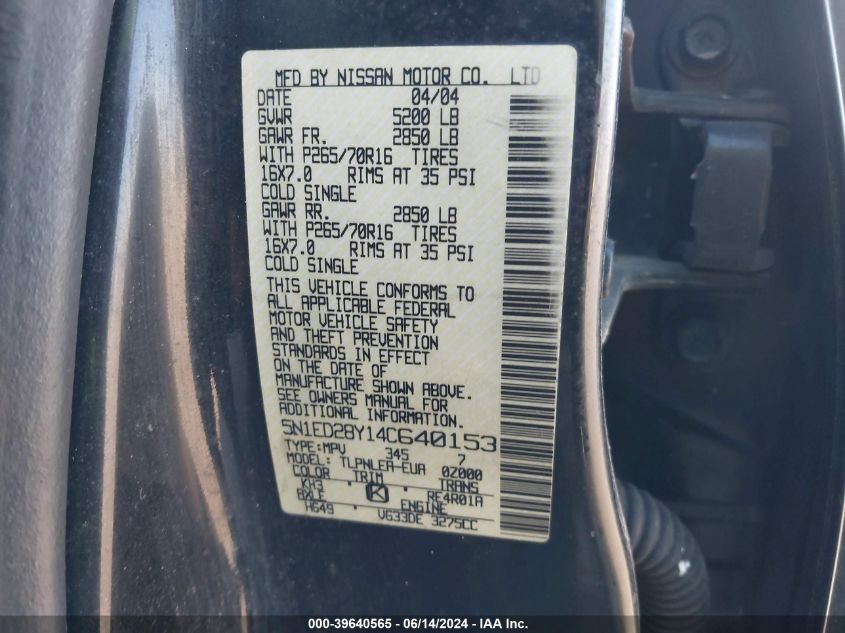 MFD BY NISSAN MOTOR CO. LTD
DATE 04/04
GVWR 5200 LB
GAWR FR. 2850 LB
WITH P265/70R16 TIRES
16X7.0 RIMS AT 35 PSI
COLD SINGLE
GAWR RR. 2850 LB
WITH P265/70R16 TIRES
16X7.0 RIMS AT 35 PSI
COLD SINGLE
THIS VEHICLE CONFORMS TO
ALL APPLICABLE FEDERAL
MOTOR VEHICLE SAFETY
AND THEFT PREVENTION
STANDARDS IN EFFECT
ON THE DATE OF
MANUFACTURE SHOWN ABOVE.
SEE OWNERS MANUAL FOR
ADDITIONAL INFORMATION.
5N1ED28Y14C640153
TYPE:MPV 345 7
MODEL: TLPNLEA-EUA 0Z000
COLOR TRIM TRANS
KH3 K RE4R01A
AXLE ENGINE
HG49 VG33DE 3275CC
000-39640565 - 06/14/2024 - IAA Inc.